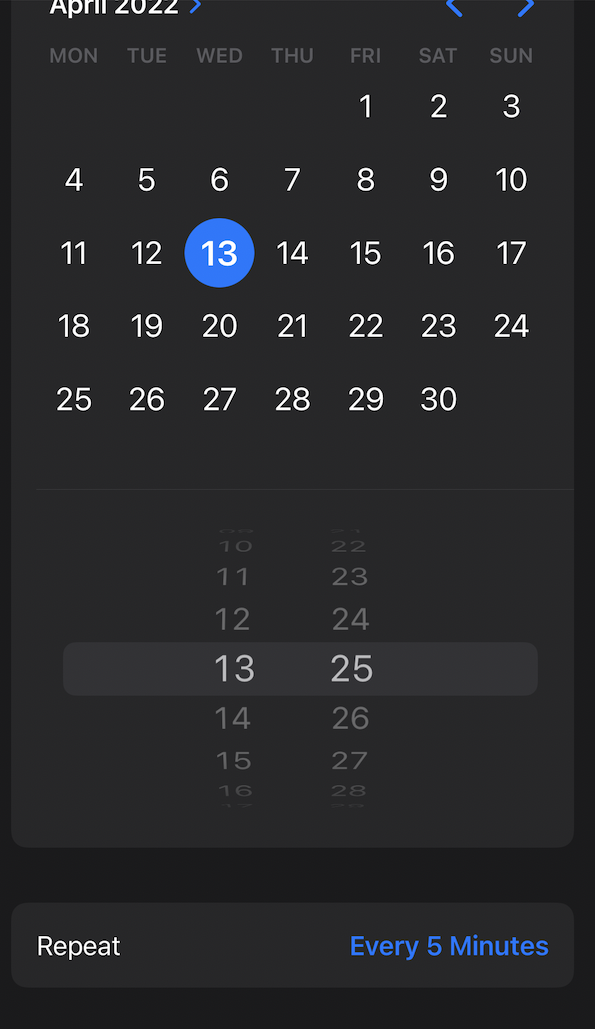 April 2022
MON TUE WED THU FRI SAT SUN
1 2 3
4 5 6 7 8 9 10
11 12 13 14 15 16 17
18 19 20 21 22 23 24
25 26 27 28 29 30
10 22
11 23
12 24
13 25
14 26
15 27
16 28
Repeat Every 5 Minutes